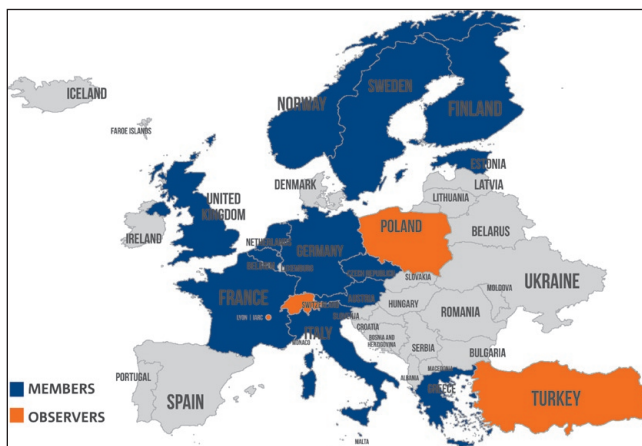 ICELAND
FAROE ISLANDS
NORWAY
SWEDEN
FINLAND
ESTONIA
LATVIA
LITHUANIA
DENMARK
UNITED
KINGDOM
IRELAND
NETHERLANDS
BELGIUM
LUXEMBOURG
GERMANY
POLAND
BELARUS
CZECH REPUBLIC
SLOVAKIA
UKRAINE
FRANCE
LYON | IARC
SWITZERLAND
AUSTRIA
HUNGARY
MOLDOVA
ROMANIA
SLOVENIA
CROATIA
BOSNIA AND
HERZEGOVINA
SERBIA
ITALY
MONACO
BULGARIA
MACEDONIA
ALBANIA
GREECE
TURKEY
PORTUGAL
SPAIN
MALTA
MEMBERS
OBSERVERS